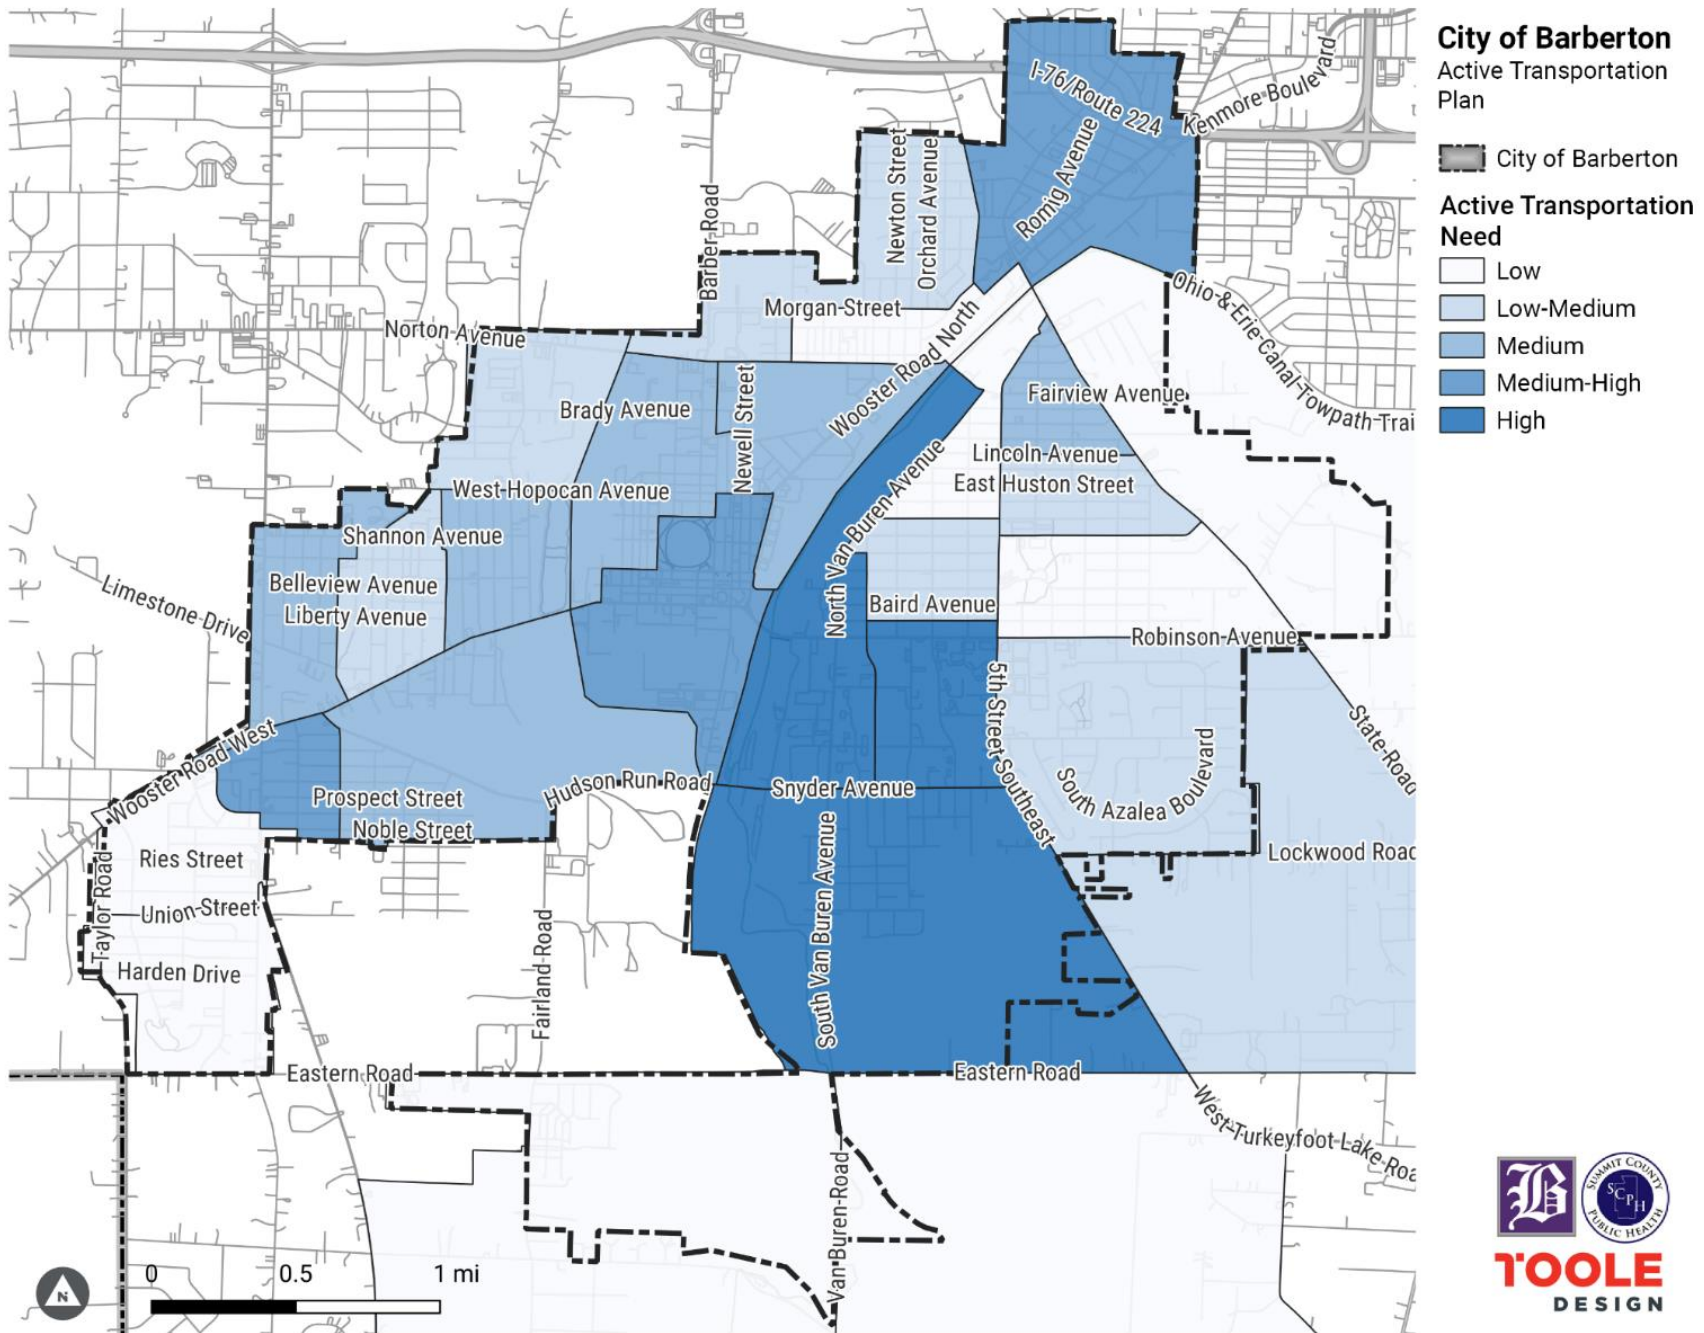 City of Barberton
Active Transportation
Plan
City of Barberton
Active Transportation
Need
Low
Low-Medium
Medium
Medium-High
High
I-76/Route 224
Kenmore Boulevard
Romig Avenue
Newton Street
Orchard Avenue
Barber Road
Morgan Street
Ohio & Erie Canal Towpath Trai
Norton Avenue
Wooster Road North
Brady Avenue
Newell Street
Fairview Avenue
Lincoln Avenue
East Huston Street
West Hopocan Avenue
North Van Buren Avenue
Shannon Avenue
Belleview Avenue
Liberty Avenue
Limestone Drive
Baird Avenue
Robinson Avenue
5th Street Southeast
State Road
Wooster Road West
South Azalea Boulevard
Hudson Run Road
Snyder Avenue
Prospect Street
Noble Street
Lockwood Road
Ries Street
Taylor Road
Union Street
Harden Drive
Fairland Road
South Van Buren Avenue
Eastern Road
Eastern Road
West Turkeyfoot Lake Roa
Van Buren Road
0 0.5 1 mi
N
B
SUMMIT COUNTY
SCPH
PUBLIC HEALTH
TOOLE
DESIGN